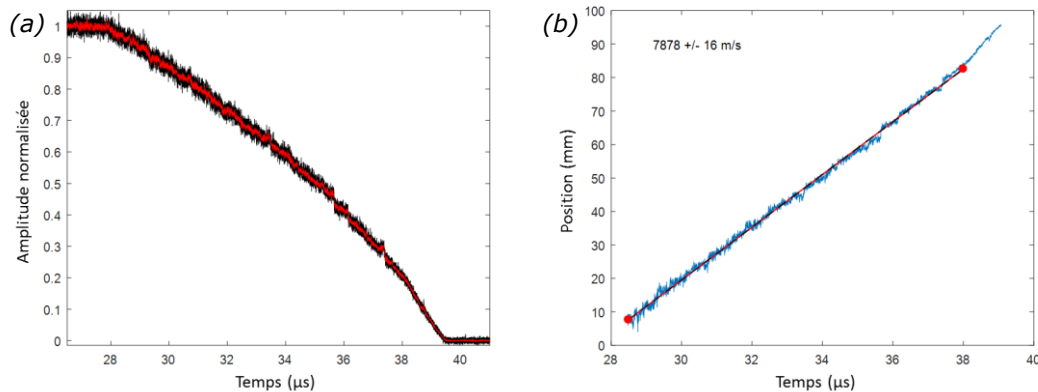 (a)
Amplitude normalisée
1
0.9
0.8
0.7
0.6
0.5
0.4
0.3
0.2
0.1
0
28 30 32 34 36 38 40
Temps (µs)
(b)
7878 +/- 16 m/s
Position (mm)
100
90
80
70
60
50
40
30
20
10
0
28 30 32 34 36 38 40
Temps (µs)